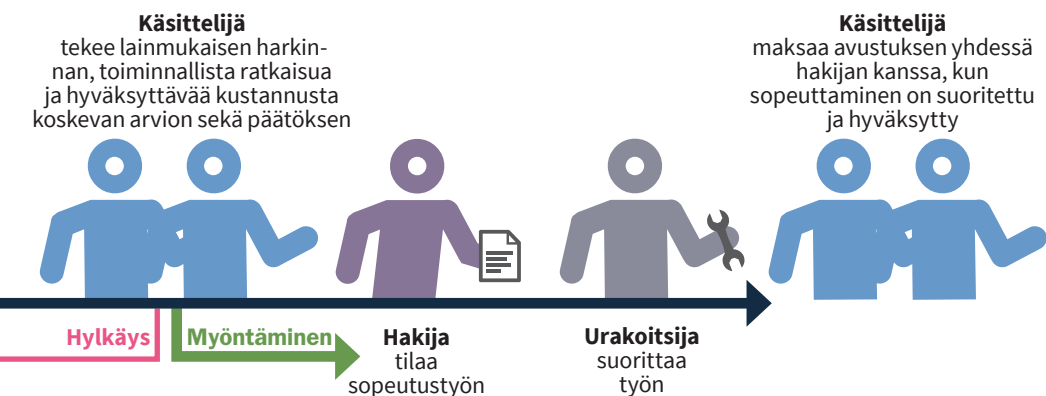 Käsittelijä
tekee lainmukaisen harkin-
nan, toiminnallista ratkaisua
ja hyväksyttävää kustannusta
koskevan arvion sekä päätöksen
Käsittelijä
maksaa avustuksen yhdessä
hakijan kanssa, kun
sopeuttaminen on suoritettu
ja hyväksytty
Hylkäys
Myöntäminen
Hakija
tilaa
sopeutustyön
Urakoitsija
suorittaa
työn